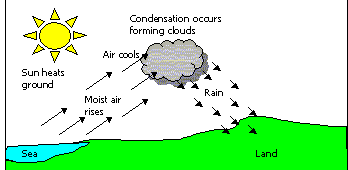 Condensation occurs
forming clouds
Air cools
Sun heats
ground
Moist air
rises
Rain
Sea
Land